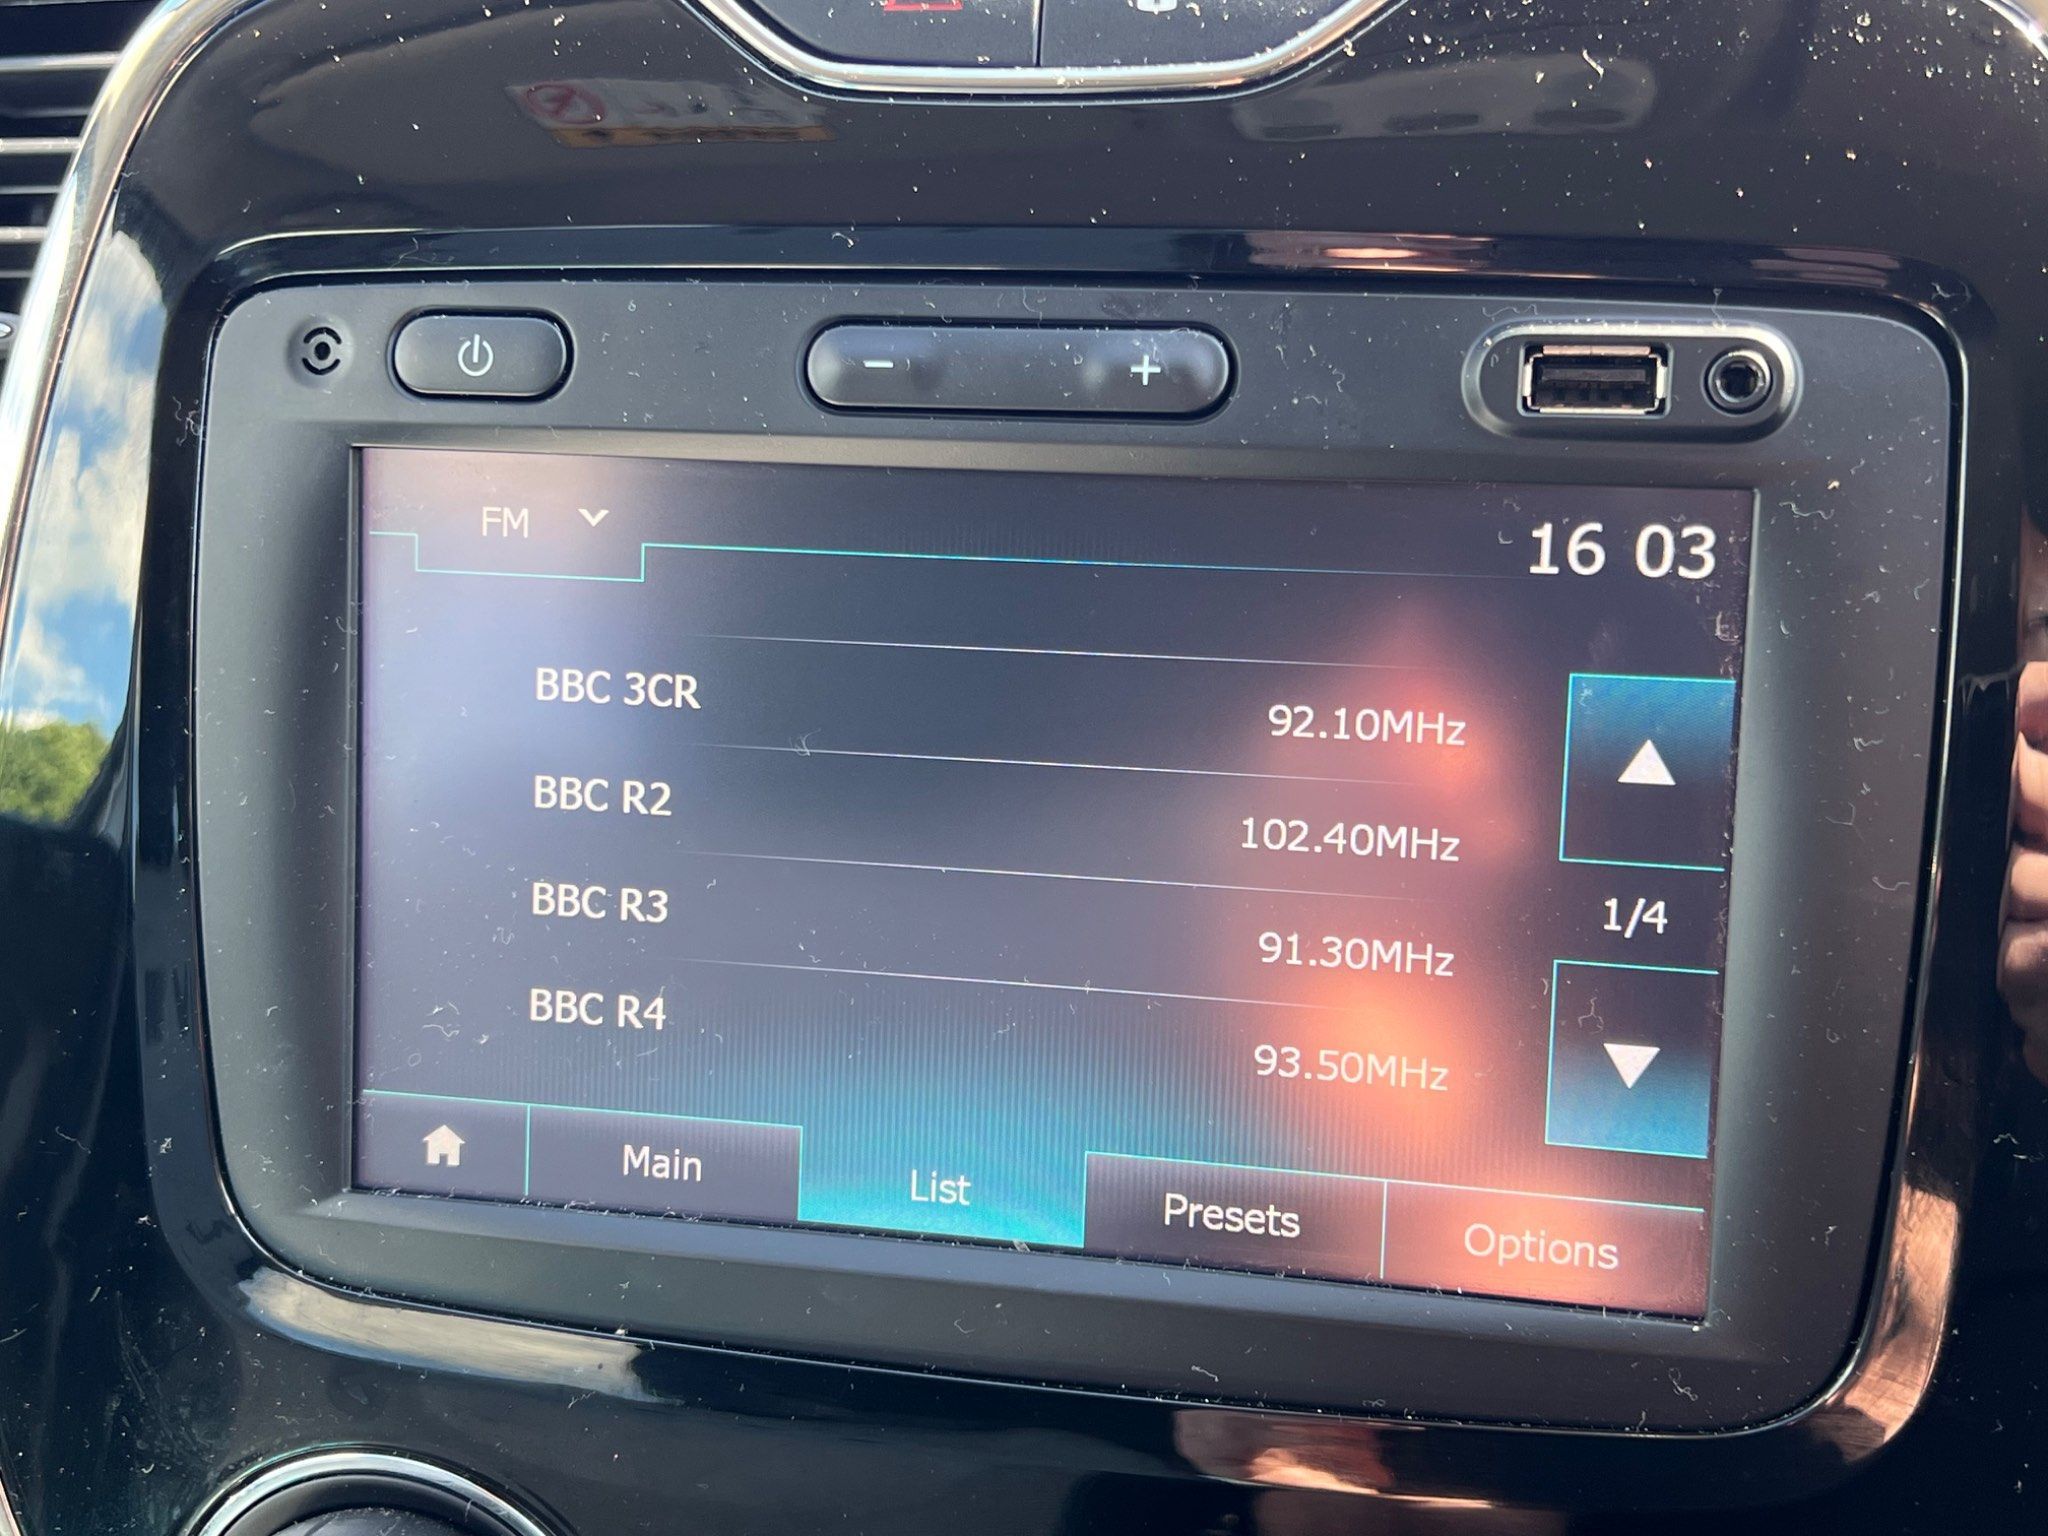 FM
16 03
BBC 3CR
92.10MHz
BBC R2
102.40MHz
BBC R3
91.30MHz
BBC R4
93.50MHz
1/4
Main
List
Presets
Options